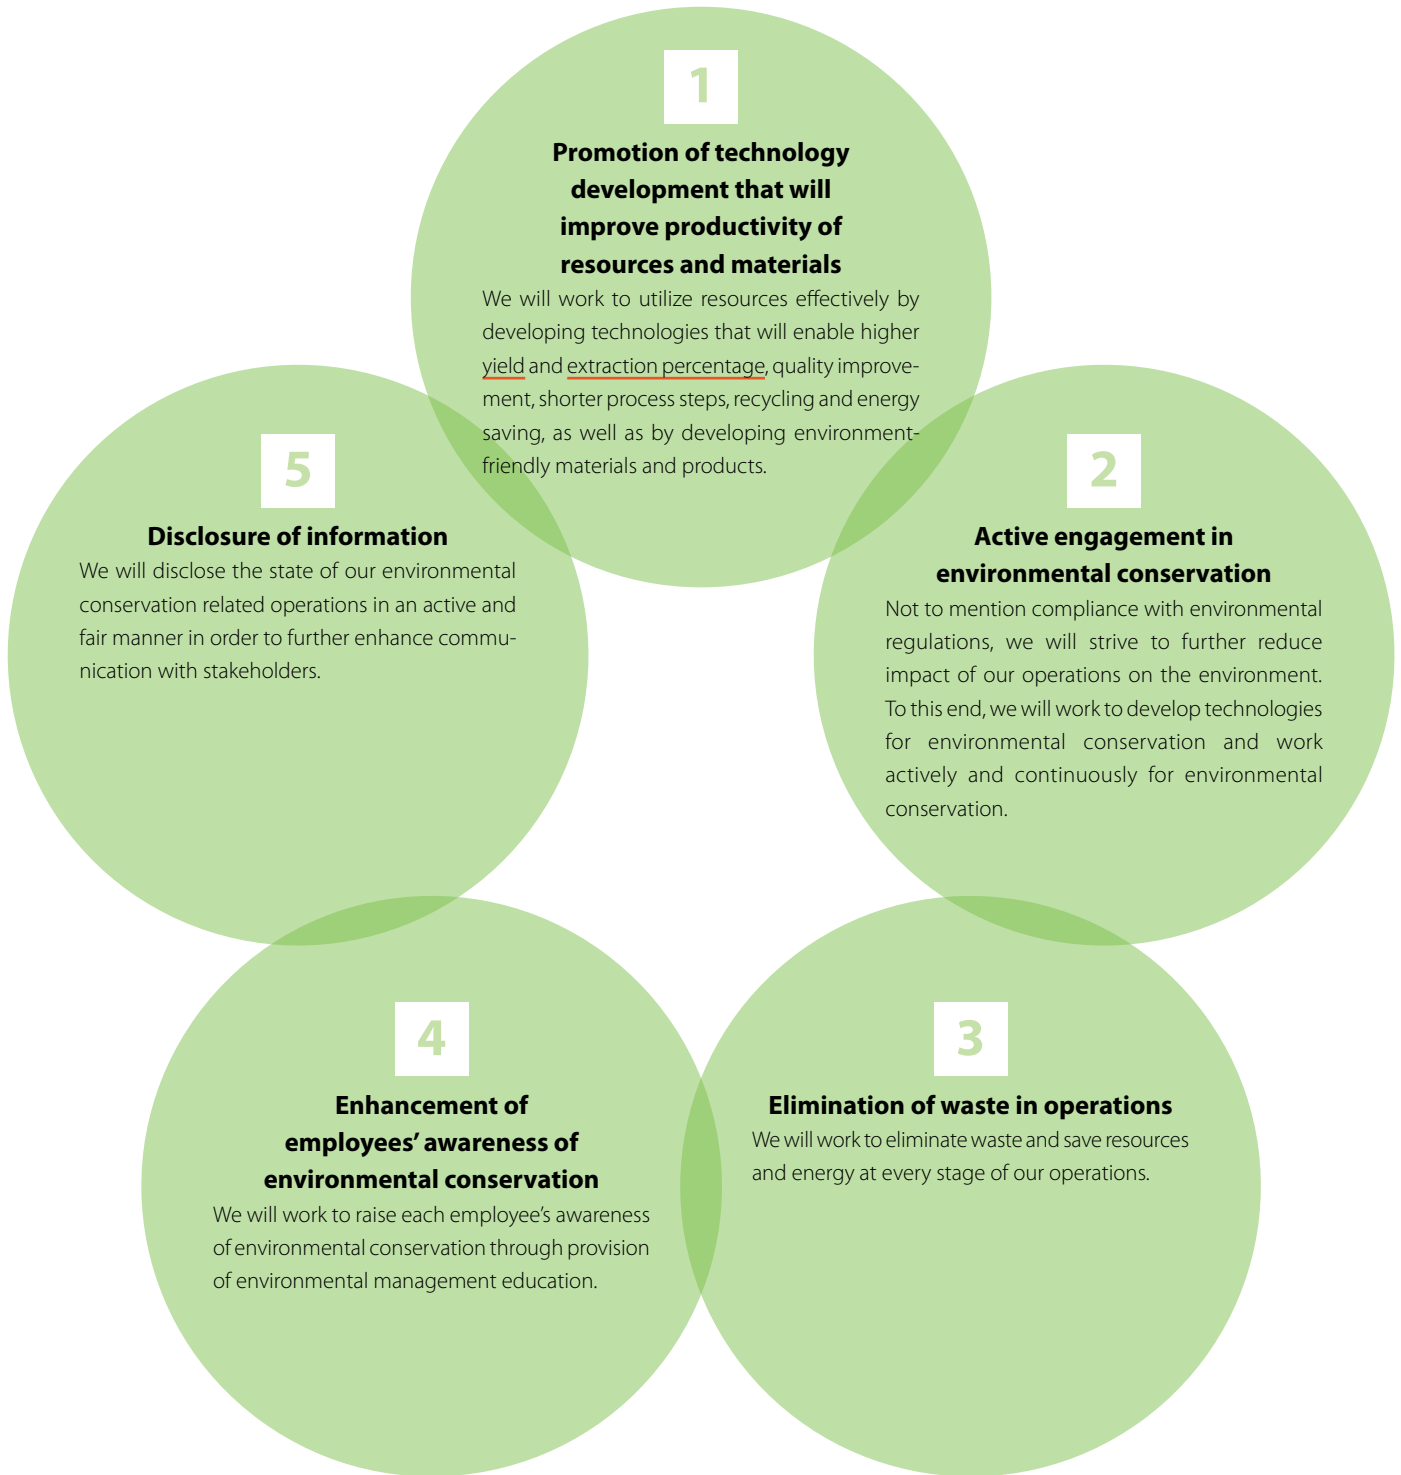 1
Promotion of technology
development that will
improve productivity of
resources and materials
We will work to utilize resources effectively by
developing technologies that will enable higher
yield and extraction percentage, quality improve-
ment, shorter process steps, recycling and energy
saving, as well as by developing environment-
friendly materials and products.
2
Active engagement in
environmental conservation
Not to mention compliance with environmental
regulations, we will strive to further reduce
impact of our operations on the environment.
To this end, we will work to develop technologies
for environmental conservation and work
actively and continuously for environmental
conservation.
3
Elimination of waste in operations
We will work to eliminate waste and save resources
and energy at every stage of our operations.
4
Enhancement of
employees’ awareness of
environmental conservation
We will work to raise each employee’s awareness
of environmental conservation through provision
of environmental management education.
5
Disclosure of information
We will disclose the state of our environmental
conservation related operations in an active and
fair manner in order to further enhance commu-
nication with stakeholders.